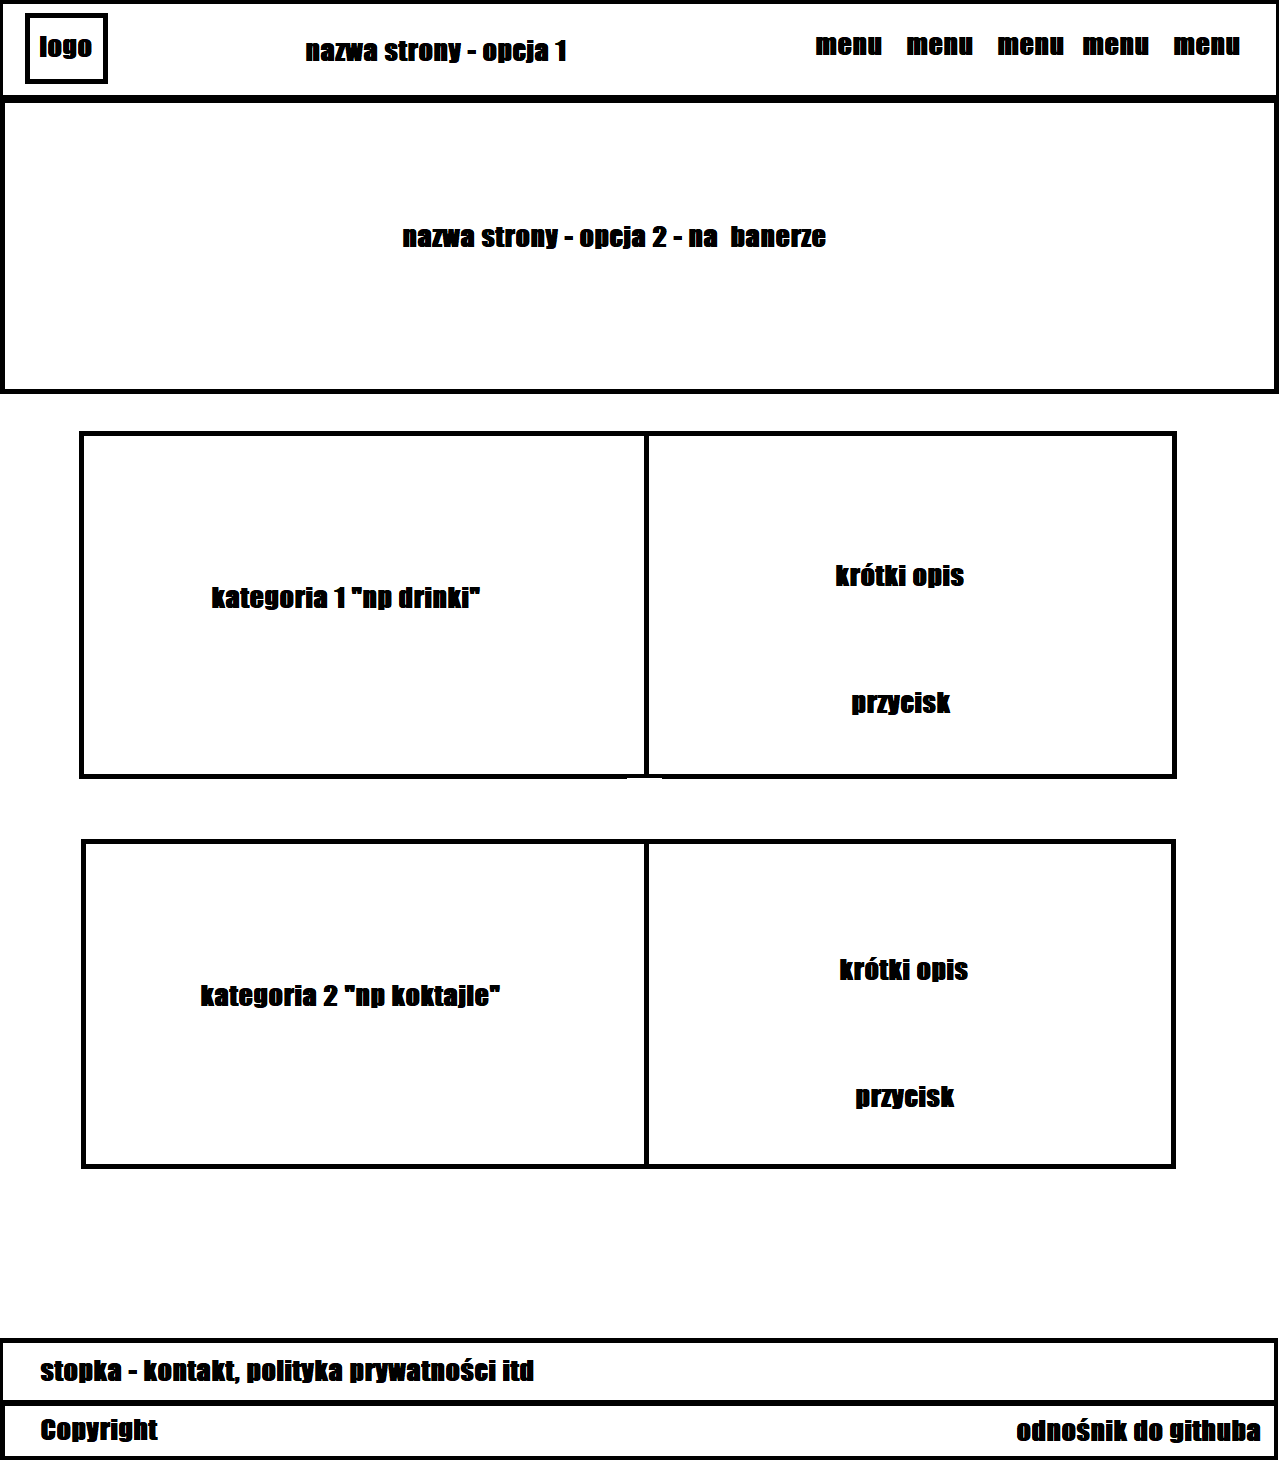 logo
nazwa strony - opcja 1
menu menu menu menu menu
nazwa strony - opcja 2 - na banerze
kategoria 1 "np drinki"
krótki opis
przycisk
kategoria 2 "np koktajle"
krótki opis
przycisk
stopka - kontakt, polityka prywatności itd
Copyright
odnośnik do githuba